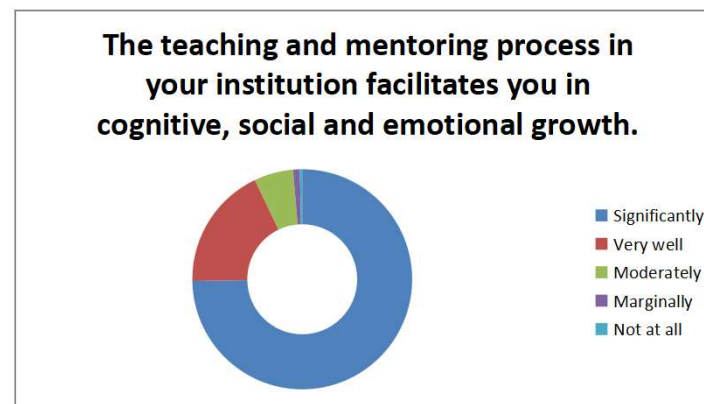 The teaching and mentoring process in
your institution facilitates you in
cognitive, social and emotional growth.
Significantly
Very well
Moderately
Marginally
Not at all